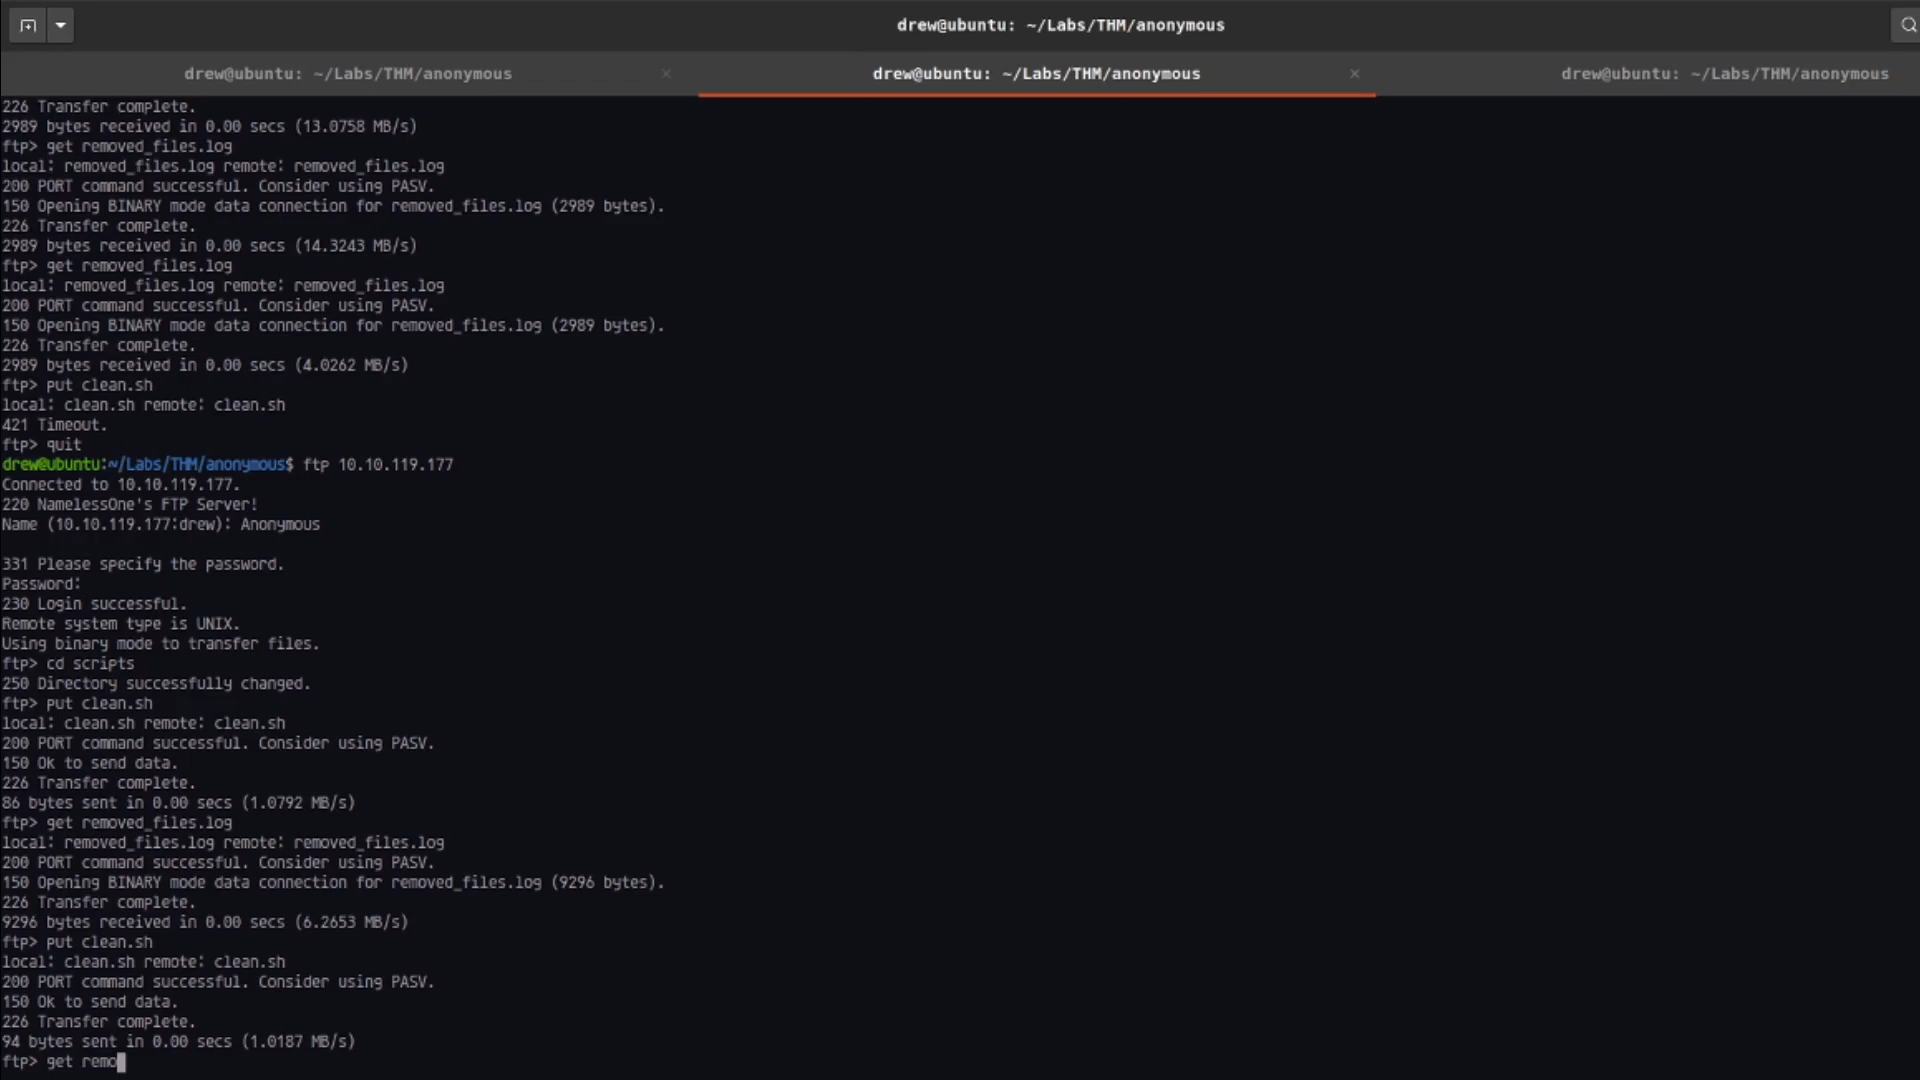 drew@ubuntu: ~/Labs/THM/anonymous
drew@ubuntu: ~/Labs/THM/anonymous × drew@ubuntu: ~/Labs/THM/anonymous × drew@ubuntu: ~/Labs/THM/anonymous
226 Transfer complete.
2989 bytes received in 0.00 secs (13.0758 MB/s)
ftp> get removed_files.log
local: removed_files.log remote: removed_files.log
200 PORT command successful. Consider using PASV.
150 Opening BINARY mode data connection for removed_files.log (2989 bytes).
226 Transfer complete.
2989 bytes received in 0.00 secs (14.3243 MB/s)
ftp> get removed_files.log
local: removed_files.log remote: removed_files.log
200 PORT command successful. Consider using PASV.
150 Opening BINARY mode data connection for removed_files.log (2989 bytes).
226 Transfer complete.
2989 bytes received in 0.00 secs (4.0262 MB/s)
ftp> put clean.sh
local: clean.sh remote: clean.sh
421 Timeout.
ftp> quit
drew@ubuntu:~/Labs/THM/anonymous$ ftp 10.10.119.177
Connected to 10.10.119.177.
220 NamelessOne's FTP Server!
Name (10.10.119.177:drew): Anonymous
331 Please specify the password.
Password:
230 Login successful.
Remote system type is UNIX.
Using binary mode to transfer files.
ftp> cd scripts
250 Directory successfully changed.
ftp> put clean.sh
local: clean.sh remote: clean.sh
200 PORT command successful. Consider using PASV.
150 Ok to send data.
226 Transfer complete.
86 bytes sent in 0.00 secs (1.0792 MB/s)
ftp> get removed_files.log
local: removed_files.log remote: removed_files.log
200 PORT command successful. Consider using PASV.
150 Opening BINARY mode data connection for removed_files.log (9296 bytes).
226 Transfer complete.
9296 bytes received in 0.00 secs (6.2653 MB/s)
ftp> put clean.sh
local: clean.sh remote: clean.sh
200 PORT command successful. Consider using PASV.
150 Ok to send data.
226 Transfer complete.
94 bytes sent in 0.00 secs (1.0187 MB/s)
ftp> get remo